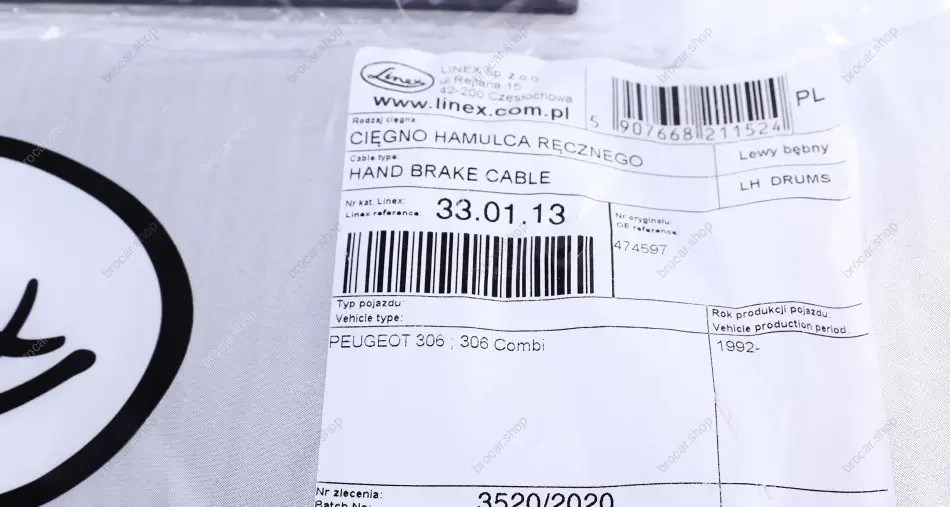 Linex
LINEX Sp. z o.o.
ul Rejtana 15
42-200 Częstochowa
www.linex.com.pl
5 907668 211524
PL
Rodzaj cięgna:
CIĘGNO HAMULCA RĘCZNEGO
Lewy bębny
Cable type:
HAND BRAKE CABLE
LH DRUMS
Nr kat. Linex:
Linex reference:
33.01.13
Nr oryginału:
OE reference:
474597
Typ pojazdu:
Vehicle type:
Rok produkcji pojazdu:
Vehicle production period:
PEUGEOT 306 ; 306 Combi
1992-
Nr zlecenia:
Batch No:
3520/2020
brocar.shop